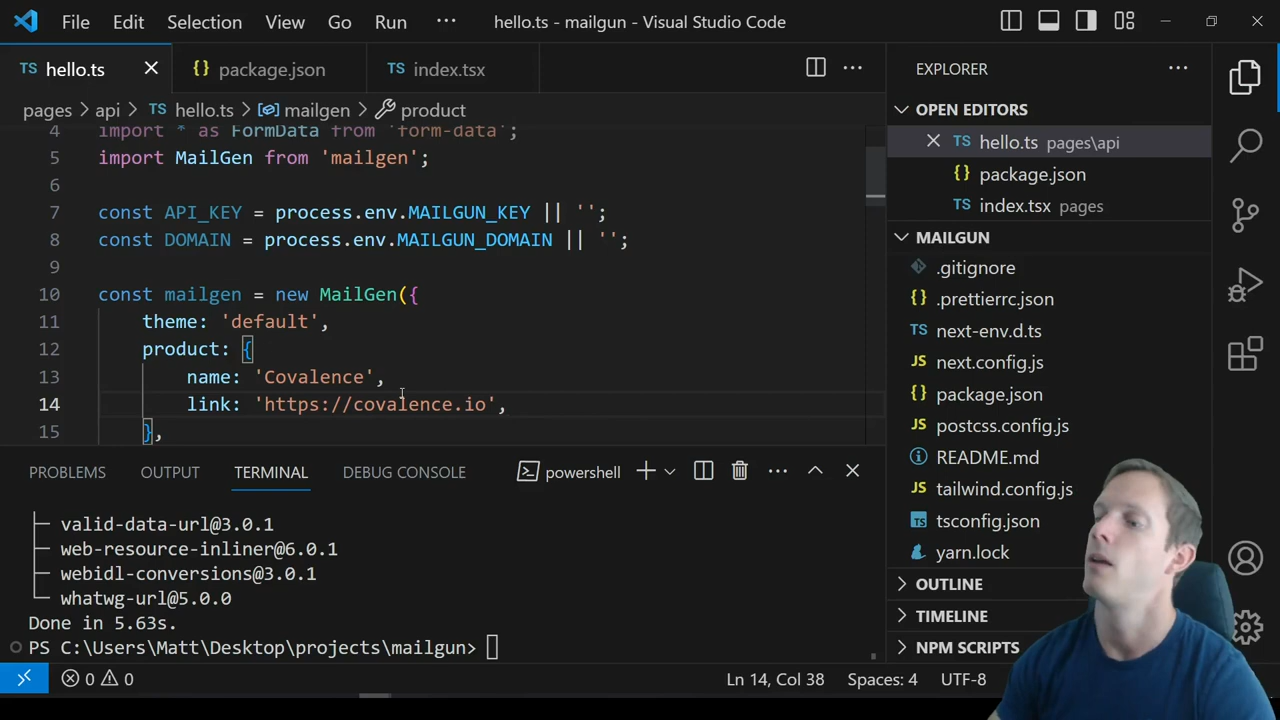 File Edit Selection View Go Run ··· hello.ts - mailgun - Visual Studio Code
TS hello.ts
{} package.json
TS index.tsx
pages > api > TS hello.ts > mailgen > product
4 import * as FormData from 'form-data';
5 import MailGen from 'mailgen';
6
7 const API_KEY = process.env.MAILGUN_KEY || '';
8 const DOMAIN = process.env.MAILGUN_DOMAIN || '';
9
10 const mailgen = new MailGen({
11 theme: 'default',
12 product: {
13 name: 'Covalence',
14 link: 'https://covalence.io',
15 },
PROBLEMS OUTPUT TERMINAL DEBUG CONSOLE powershell
├─ valid-data-url@3.0.1
├─ web-resource-inliner@6.0.1
├─ webidl-conversions@3.0.1
└─ whatwg-url@5.0.0
Done in 5.63s.
PS C:\Users\Matt\Desktop\projects\mailgun>
EXPLORER
OPEN EDITORS
TS hello.ts pages\api
{} package.json
TS index.tsx pages
MAILGUN
.gitignore
{} .prettierrc.json
TS next-env.d.ts
JS next.config.js
{} package.json
JS postcss.config.js
README.md
JS tailwind.config.js
TS tsconfig.json
yarn.lock
OUTLINE
TIMELINE
NPM SCRIPTS
0 0 Ln 14, Col 38 Spaces: 4 UTF-8